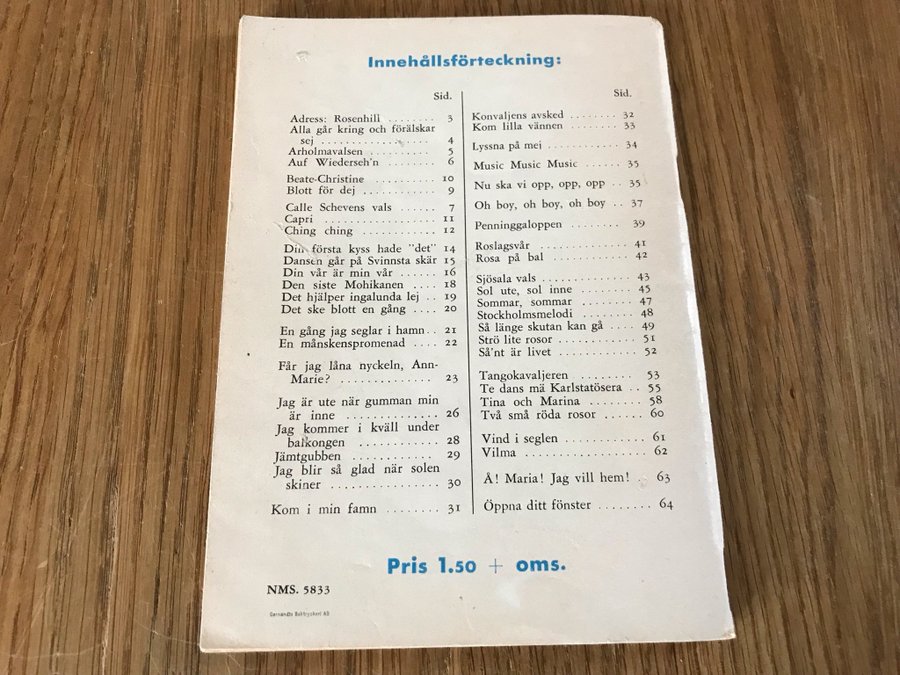 Innehållsförteckning:
Sid.
Adress: Rosenhill ........ 3
Alla går kring och förälskar
sej .................. 4
Arholmavalsen .......... 5
Auf Wiederseh'n ........ 6
Beate-Christine .......... 10
Blott för dej ............ 9
Calle Schevens vals ...... 7
Capri .................. 11
Ching ching ............ 12
Din första kyss hade "det" 14
Dansen går på Svinnsta skär 15
Din vår är min vår ...... 16
Den siste Mohikanen .... 18
Det hjälper ingalunda lej .. 19
Det ske blott en gång .... 20
En gång jag seglar i hamn .. 21
En månskenspromenad .... 22
Får jag låna nyckeln, Ann-
Marie? .............. 23
Jag är ute när gumman min
är inne .............. 26
Jag kommer i kväll under
balkongen ............ 28
Jämtgubben ............ 29
Jag blir så glad när solen
skiner ................ 30
Kom i min famn ........ 31
Sid.
Konvaljens avsked ........ 32
Kom lilla vännen ........ 33
Lyssna på mej .......... 34
Music Music Music ...... 35
Nu ska vi opp, opp, opp .. 35
Oh boy, oh boy, oh boy .. 37
Penninggaloppen ........ 39
Roslagsvår .............. 41
Rosa på bal ............ 42
Sjösala vals .............. 43
Sol ute, sol inne ........ 45
Sommar, sommar ........ 47
Stockholmsmelodi ........ 48
Så länge skutan kan gå .... 49
Strö lite rosor ............ 51
Så'nt är livet ............ 52
Tangokavaljeren ........ 53
Te dans mä Karlstatösera .. 55
Tina och Marina ........ 58
Två små röda rosor ...... 60
Vind i seglen ............ 61
Vilma .................. 62
Å! Maria! Jag vill hem! .. 63
Öppna ditt fönster ........ 64
Pris 1.50 + oms.
NMS. 5833
Gernandts Boktryckeri AB